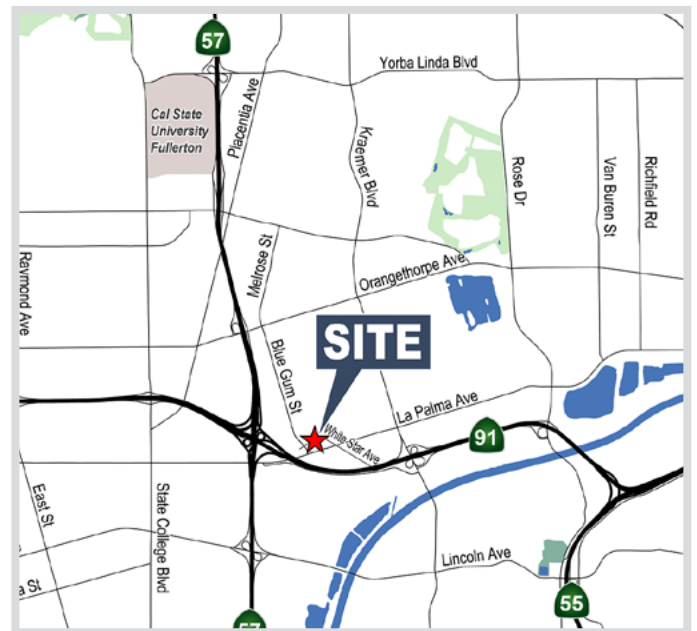 57
Yorba Linda Blvd
Cal State
University
Fullerton
Placentia Ave
Kraemer Blvd
Rose Dr
Van Buren St
Richfield Rd
Raymond Ave
Melrose St
Orangethorpe Ave
SITE
Blue Gum St
La Palma Ave
White Star Ave
91
East St
State College Blvd
Lincoln Ave
a St
55
57